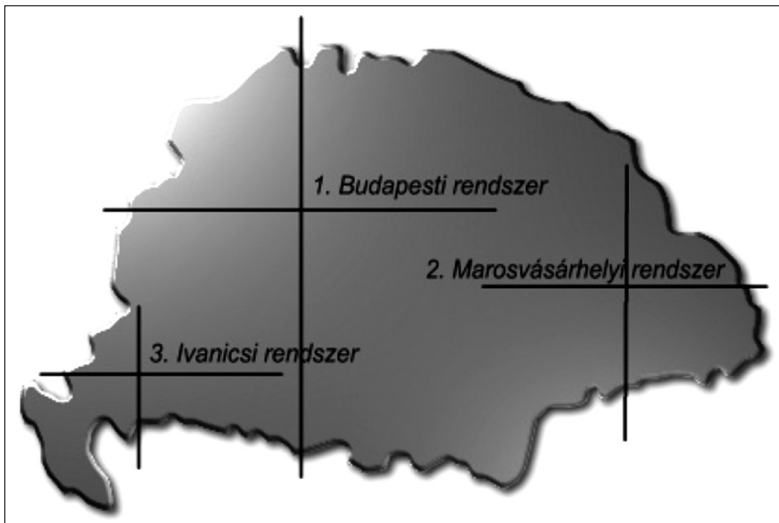 1. Budapesti rendszer
2. Marosvásárhelyi rendszer
3. Ivanicsi rendszer